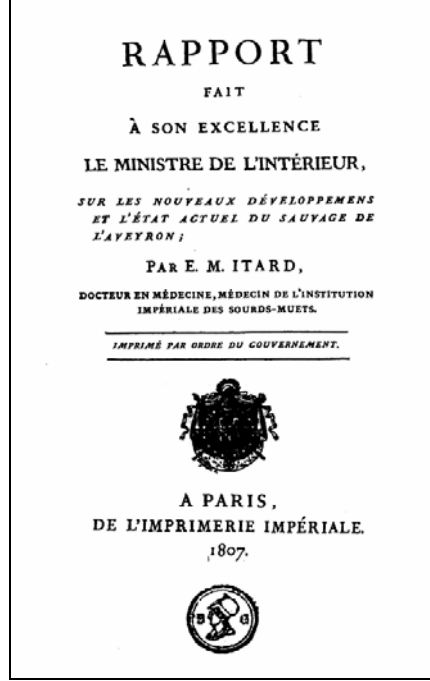 RAPPORT
FAIT
À SON EXCELLENCE
LE MINISTRE DE L'INTÉRIEUR,
SUR LES NOUVEAUX DÉVELOPPEMENS
ET L'ÉTAT ACTUEL DU SAUVAGE DE
L'AVEYRON;
PAR E. M. ITARD,
DOCTEUR EN MÉDECINE, MÉDECIN DE L'INSTITUTION
IMPÉRIALE DES SOURDS-MUETS.
IMPRIMÉ PAR ORDRE DU GOUVERNEMENT.
A PARIS,
DE L'IMPRIMERIE IMPÉRIALE.
1807.